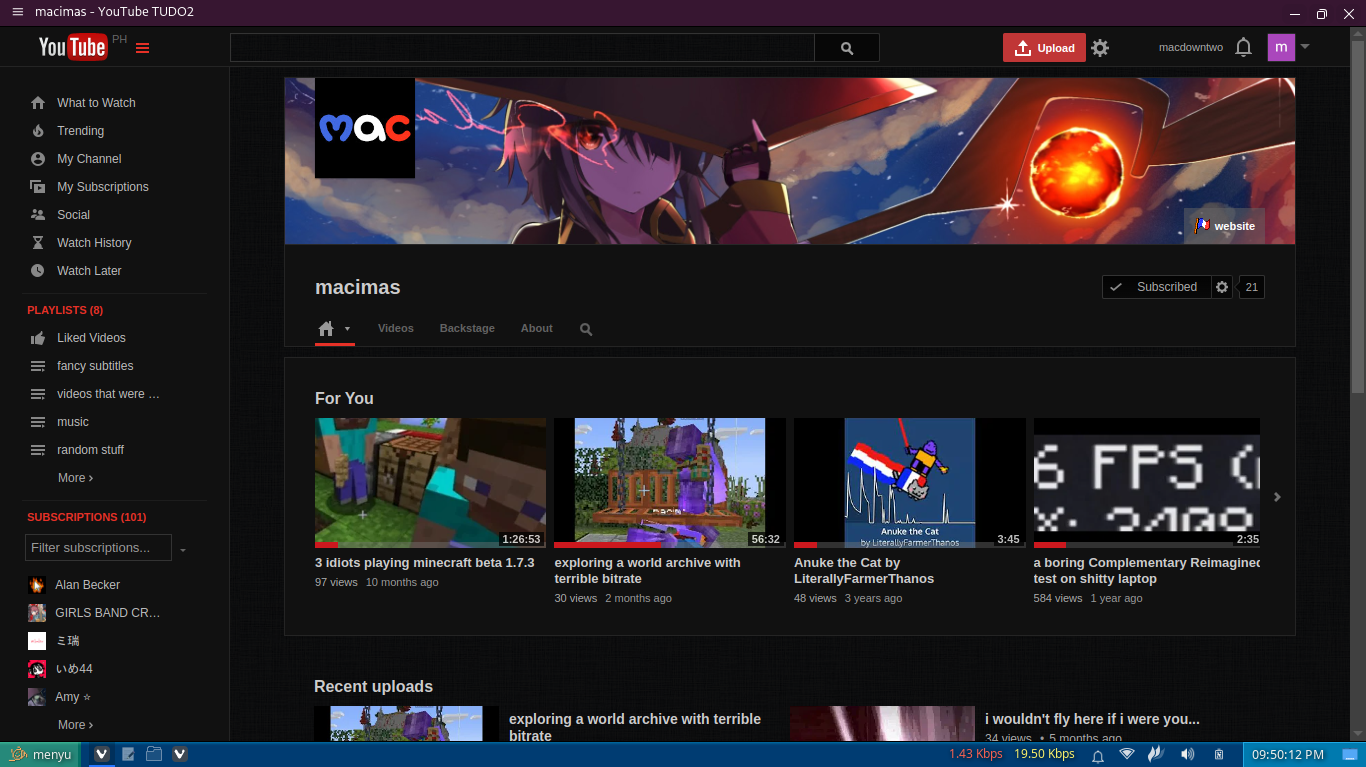 macimas - YouTube TUDO2
YouTube PH
Upload
macdowntwo
m
What to Watch
Trending
My Channel
My Subscriptions
Social
Watch History
Watch Later
PLAYLISTS (8)
Liked Videos
fancy subtitles
videos that were …
music
random stuff
More ›
SUBSCRIPTIONS (101)
Filter subscriptions...
Alan Becker
GIRLS BAND CR…
ミ瑞
いめ44
Amy ☆
More ›
mac
website
macimas
Subscribed
21
Videos
Backstage
About
For You
1:26:53
3 idiots playing minecraft beta 1.7.3
97 views 10 months ago
56:32
exploring a world archive with
terrible bitrate
30 views 2 months ago
Anuke the Cat
by LiterallyFarmerThanos
3:45
Anuke the Cat by
LiterallyFarmerThanos
48 views 3 years ago
6 FPS (
2:35
a boring Complementary Reimagined
test on shitty laptop
584 views 1 year ago
Recent uploads
exploring a world archive with terrible
bitrate
i wouldn't fly here if i were you...
34 views • 5 months ago
menyu
1.43 Kbps 19.50 Kbps
09:50:12 PM